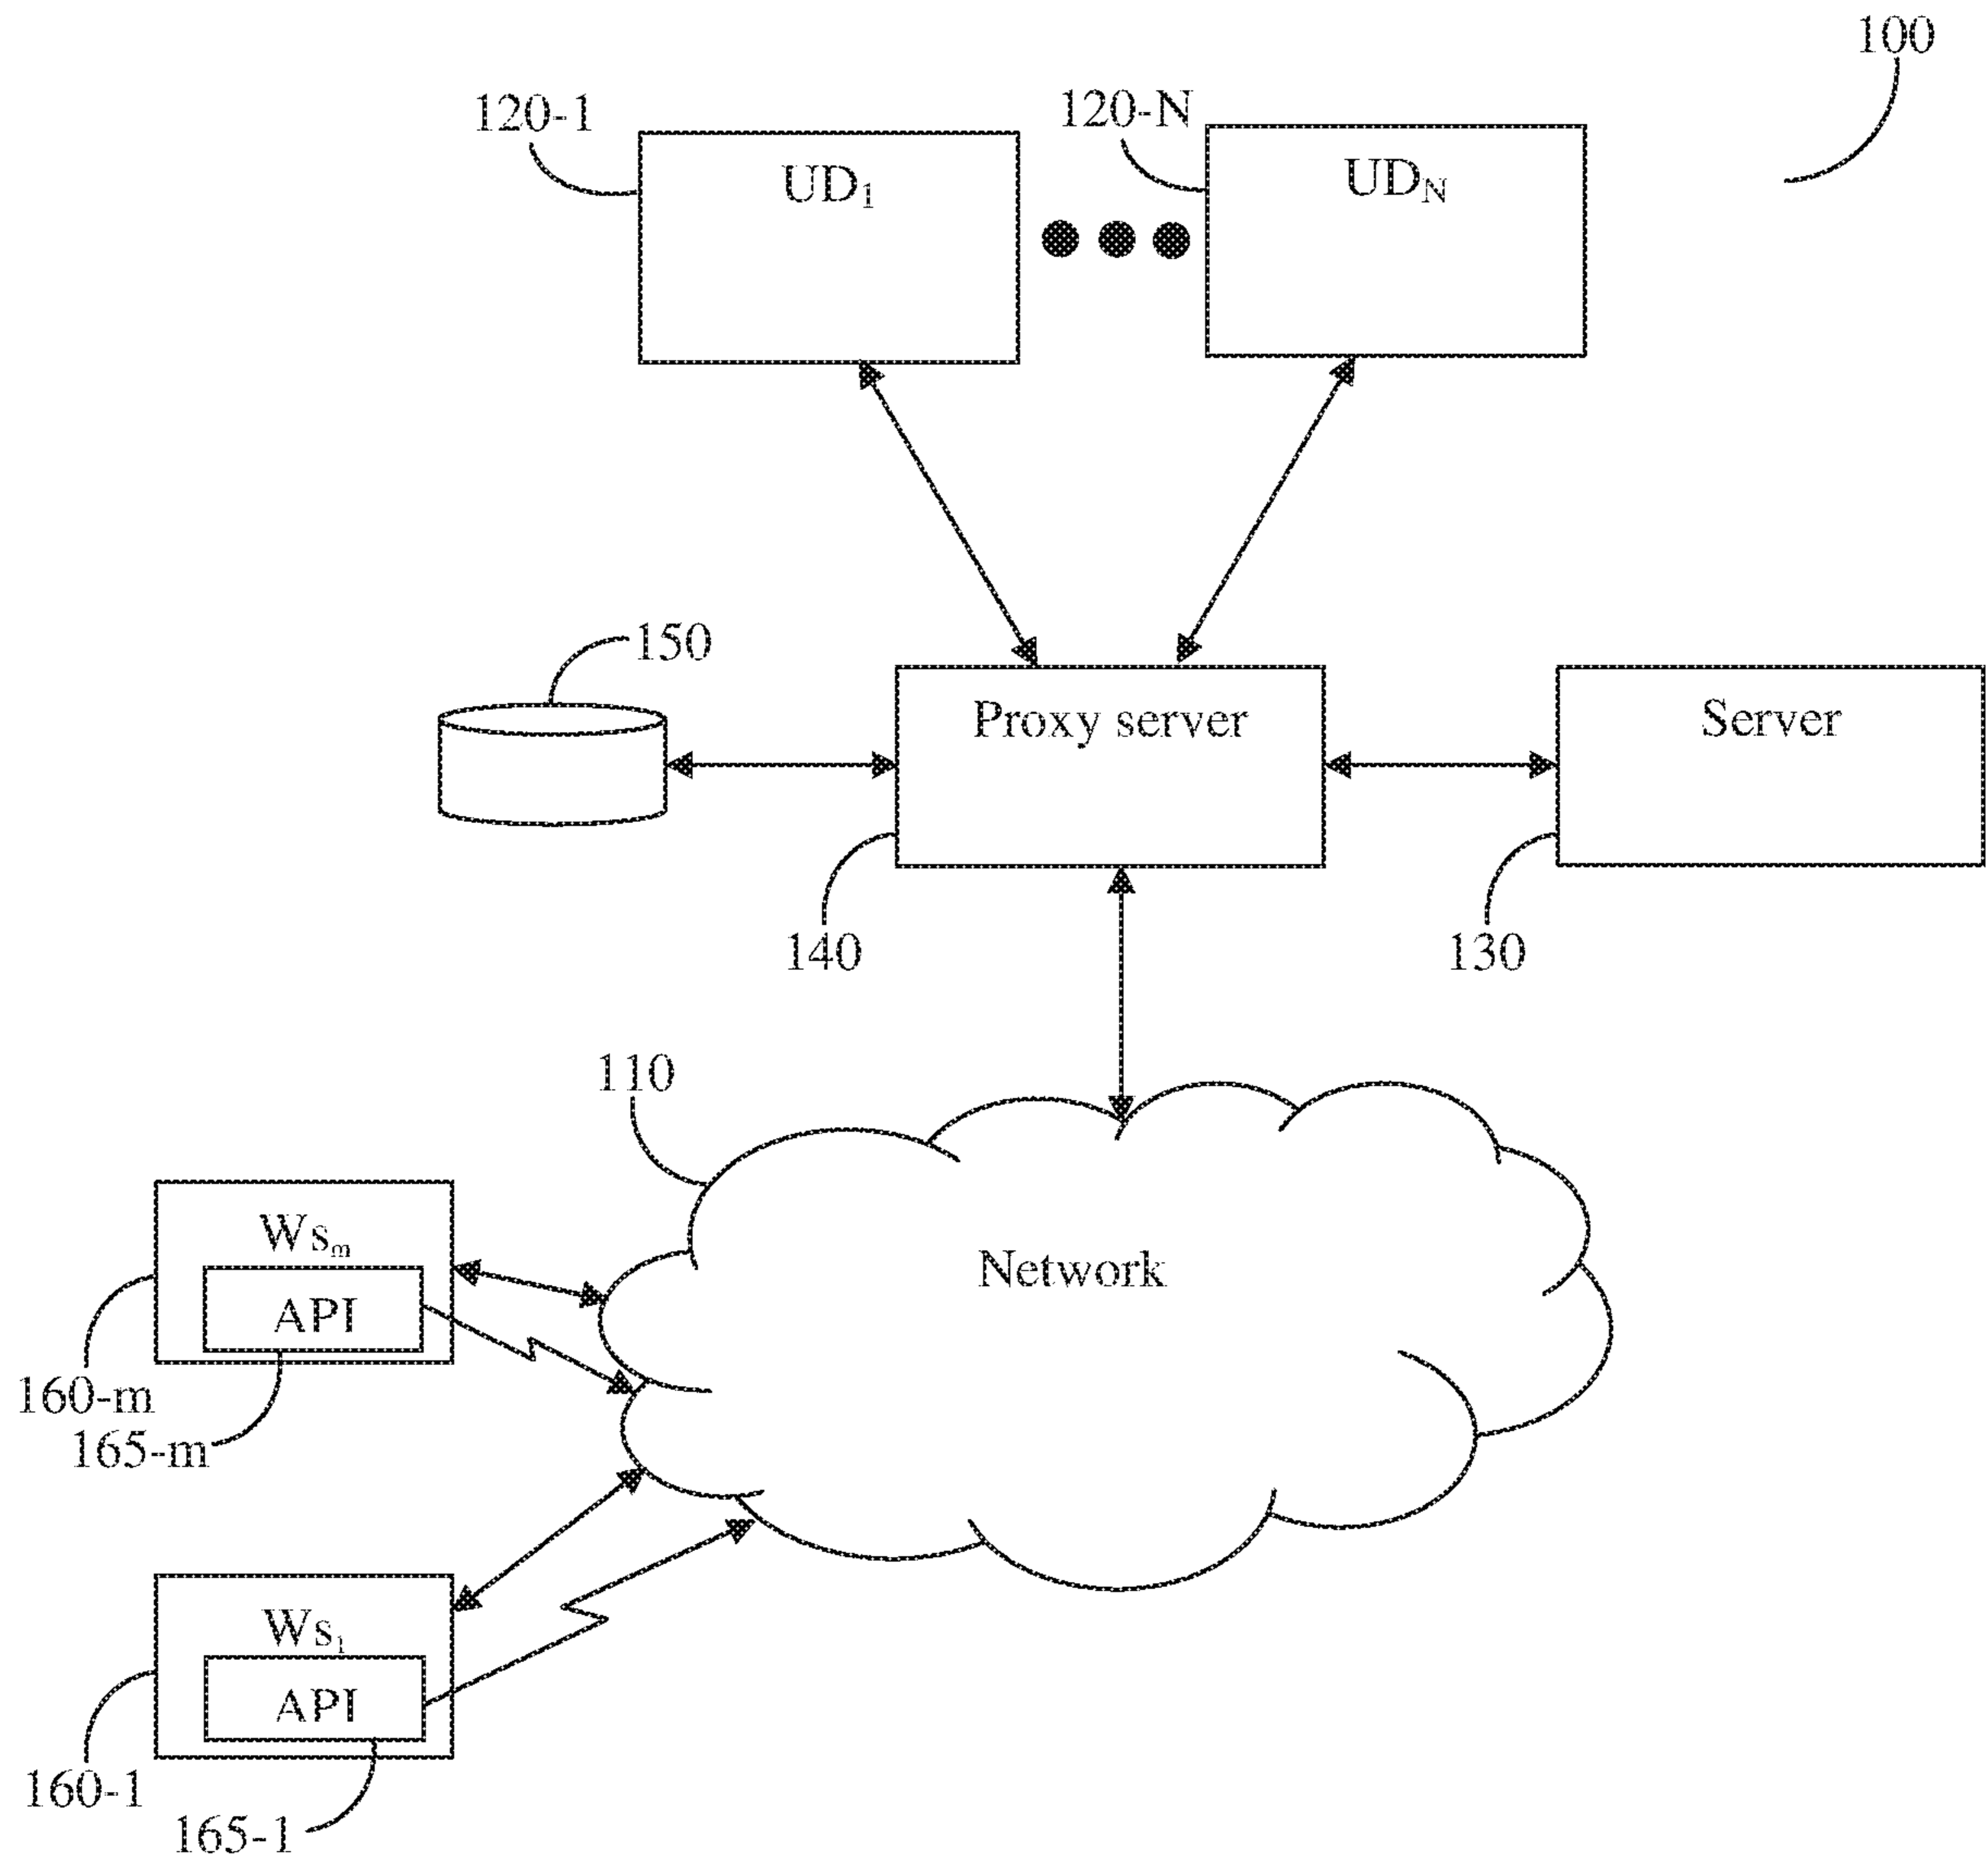 100
120-1
120-N
UD1
UDN
150
Proxy server
Server
140
130
110
Wsm
Network
API
160-m
165-m
Ws1
API
160-1
165-1